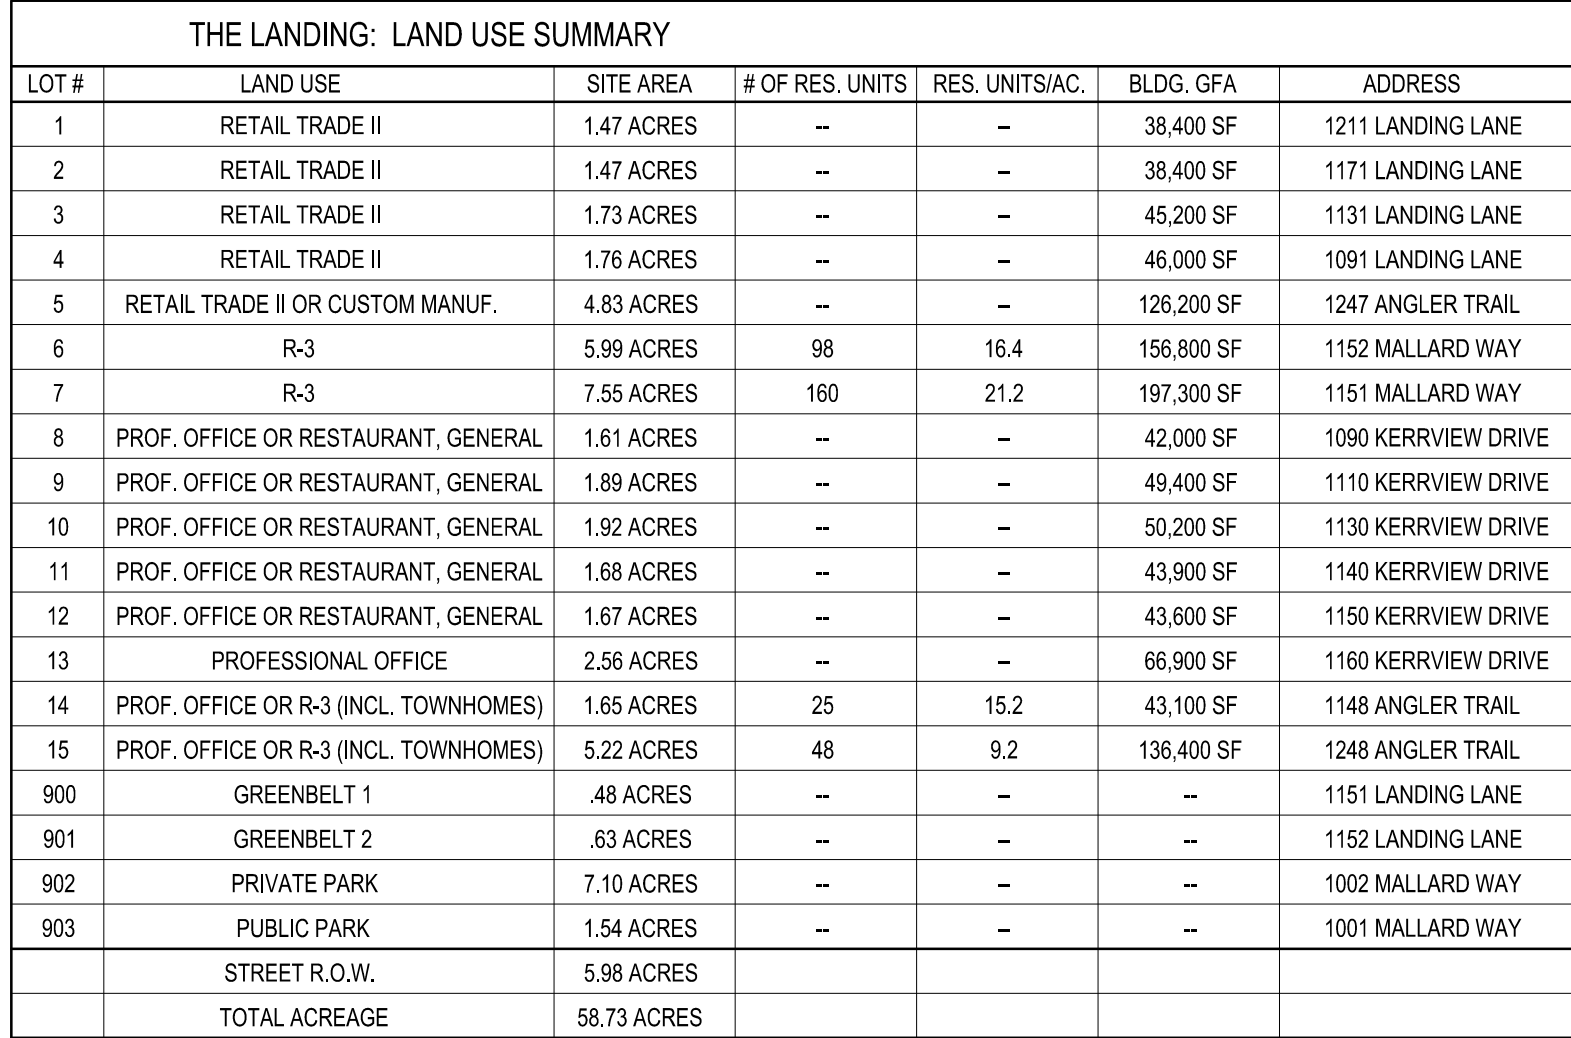 THE LANDING: LAND USE SUMMARY
LOT # LAND USE SITE AREA # OF RES. UNITS RES. UNITS/AC. BLDG. GFA ADDRESS
1 RETAIL TRADE II 1.47 ACRES -- – 38,400 SF 1211 LANDING LANE
2 RETAIL TRADE II 1.47 ACRES -- – 38,400 SF 1171 LANDING LANE
3 RETAIL TRADE II 1.73 ACRES -- – 45,200 SF 1131 LANDING LANE
4 RETAIL TRADE II 1.76 ACRES -- – 46,000 SF 1091 LANDING LANE
5 RETAIL TRADE II OR CUSTOM MANUF. 4.83 ACRES -- – 126,200 SF 1247 ANGLER TRAIL
6 R-3 5.99 ACRES 98 16.4 156,800 SF 1152 MALLARD WAY
7 R-3 7.55 ACRES 160 21.2 197,300 SF 1151 MALLARD WAY
8 PROF. OFFICE OR RESTAURANT, GENERAL 1.61 ACRES -- – 42,000 SF 1090 KERRVIEW DRIVE
9 PROF. OFFICE OR RESTAURANT, GENERAL 1.89 ACRES -- – 49,400 SF 1110 KERRVIEW DRIVE
10 PROF. OFFICE OR RESTAURANT, GENERAL 1.92 ACRES -- – 50,200 SF 1130 KERRVIEW DRIVE
11 PROF. OFFICE OR RESTAURANT, GENERAL 1.68 ACRES -- – 43,900 SF 1140 KERRVIEW DRIVE
12 PROF. OFFICE OR RESTAURANT, GENERAL 1.67 ACRES -- – 43,600 SF 1150 KERRVIEW DRIVE
13 PROFESSIONAL OFFICE 2.56 ACRES -- – 66,900 SF 1160 KERRVIEW DRIVE
14 PROF. OFFICE OR R-3 (INCL. TOWNHOMES) 1.65 ACRES 25 15.2 43,100 SF 1148 ANGLER TRAIL
15 PROF. OFFICE OR R-3 (INCL. TOWNHOMES) 5.22 ACRES 48 9.2 136,400 SF 1248 ANGLER TRAIL
900 GREENBELT 1 .48 ACRES -- – -- 1151 LANDING LANE
901 GREENBELT 2 .63 ACRES -- – -- 1152 LANDING LANE
902 PRIVATE PARK 7.10 ACRES -- – -- 1002 MALLARD WAY
903 PUBLIC PARK 1.54 ACRES -- – -- 1001 MALLARD WAY
STREET R.O.W. 5.98 ACRES
TOTAL ACREAGE 58.73 ACRES